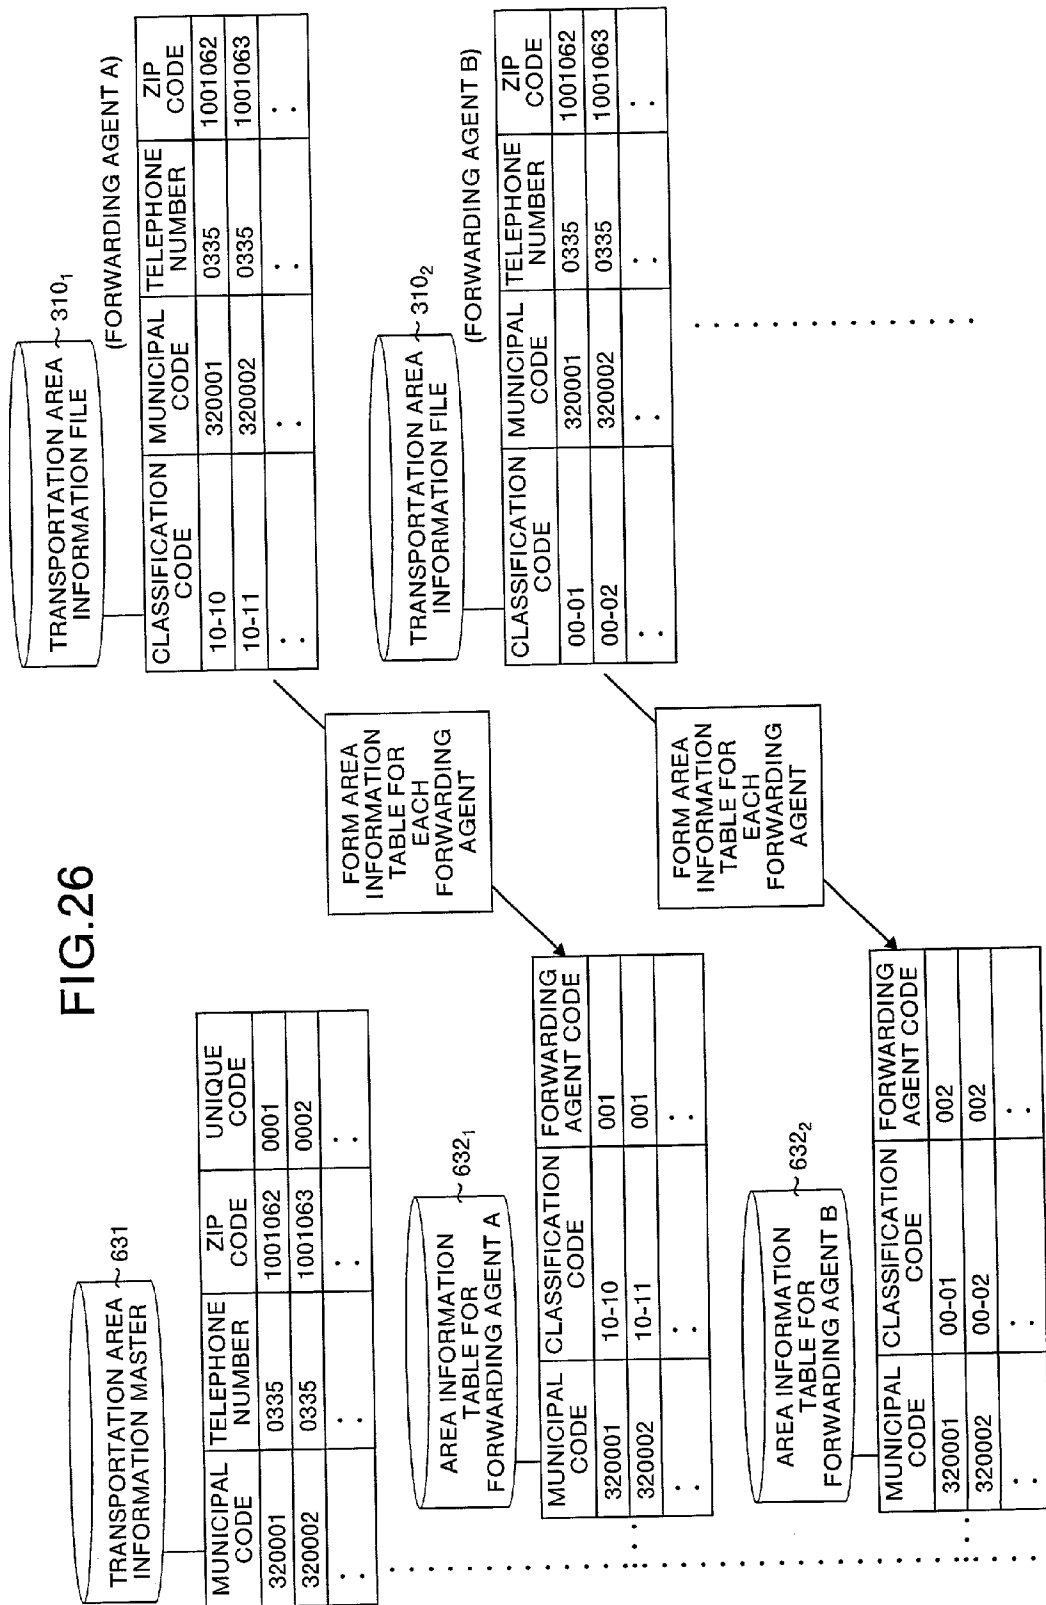 FIG.26
TRANSPORTATION AREA
INFORMATION MASTER
~631
MUNICIPAL CODE TELEPHONE NUMBER ZIP CODE UNIQUE CODE
320001 0335 1001062 0001
320002 0335 1001063 0002
: : : :
AREA INFORMATION
TABLE FOR
FORWARDING AGENT A
~632₁
MUNICIPAL CODE CLASSIFICATION CODE FORWARDING AGENT CODE
320001 10-10 001
320002 10-11 001
: : :
AREA INFORMATION
TABLE FOR
FORWARDING AGENT B
~632₂
MUNICIPAL CODE CLASSIFICATION CODE FORWARDING AGENT CODE
320001 00-01 002
320002 00-02 002
: : :
FORM AREA
INFORMATION
TABLE FOR
EACH
FORWARDING
AGENT
FORM AREA
INFORMATION
TABLE FOR
EACH
FORWARDING
AGENT
TRANSPORTATION AREA
INFORMATION FILE
~310₁
(FORWARDING AGENT A)
CLASSIFICATION CODE MUNICIPAL CODE TELEPHONE NUMBER ZIP CODE
10-10 320001 0335 1001062
10-11 320002 0335 1001063
: : : :
TRANSPORTATION AREA
INFORMATION FILE
~310₂
(FORWARDING AGENT B)
CLASSIFICATION CODE MUNICIPAL CODE TELEPHONE NUMBER ZIP CODE
00-01 320001 0335 1001062
00-02 320002 0335 1001063
: : : :